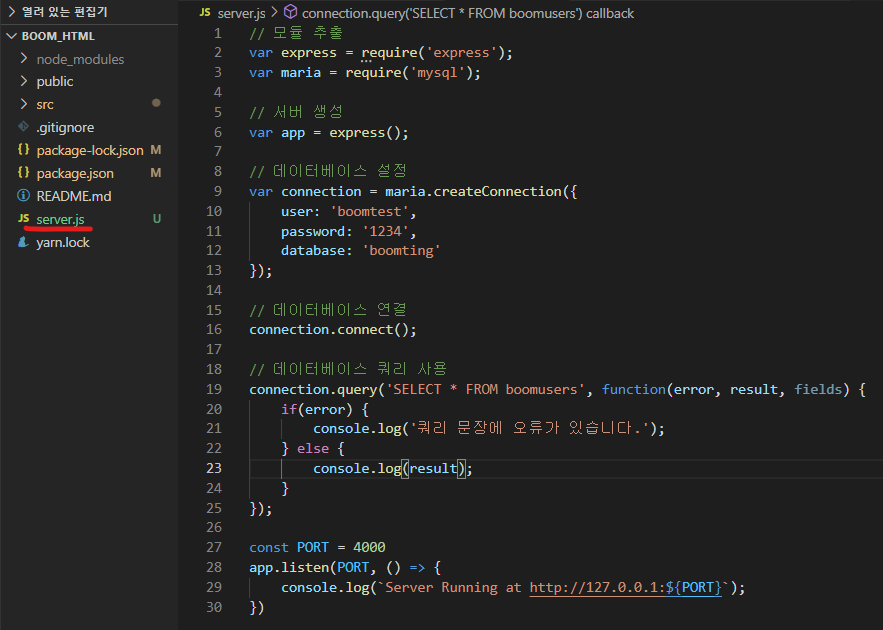 열려 있는 편집기
BOOM_HTML
node_modules
public
src
.gitignore
package-lock.json M
package.json M
README.md
JS server.js U
yarn.lock
JS server.js > connection.query('SELECT * FROM boomusers') callback
1 // 모듈 추출
2 var express = require('express');
3 var maria = require('mysql');
4
5 // 서버 생성
6 var app = express();
7
8 // 데이터베이스 설정
9 var connection = maria.createConnection({
10     user: 'boomtest',
11     password: '1234',
12     database: 'boomting'
13 });
14
15 // 데이터베이스 연결
16 connection.connect();
17
18 // 데이터베이스 쿼리 사용
19 connection.query('SELECT * FROM boomusers', function(error, result, fields) {
20     if(error) {
21         console.log('쿼리 문장에 오류가 있습니다.');
22     } else {
23         console.log(result);
24     }
25 });
26
27 const PORT = 4000
28 app.listen(PORT, () => {
29     console.log(`Server Running at http://127.0.0.1:${PORT}`);
30 })